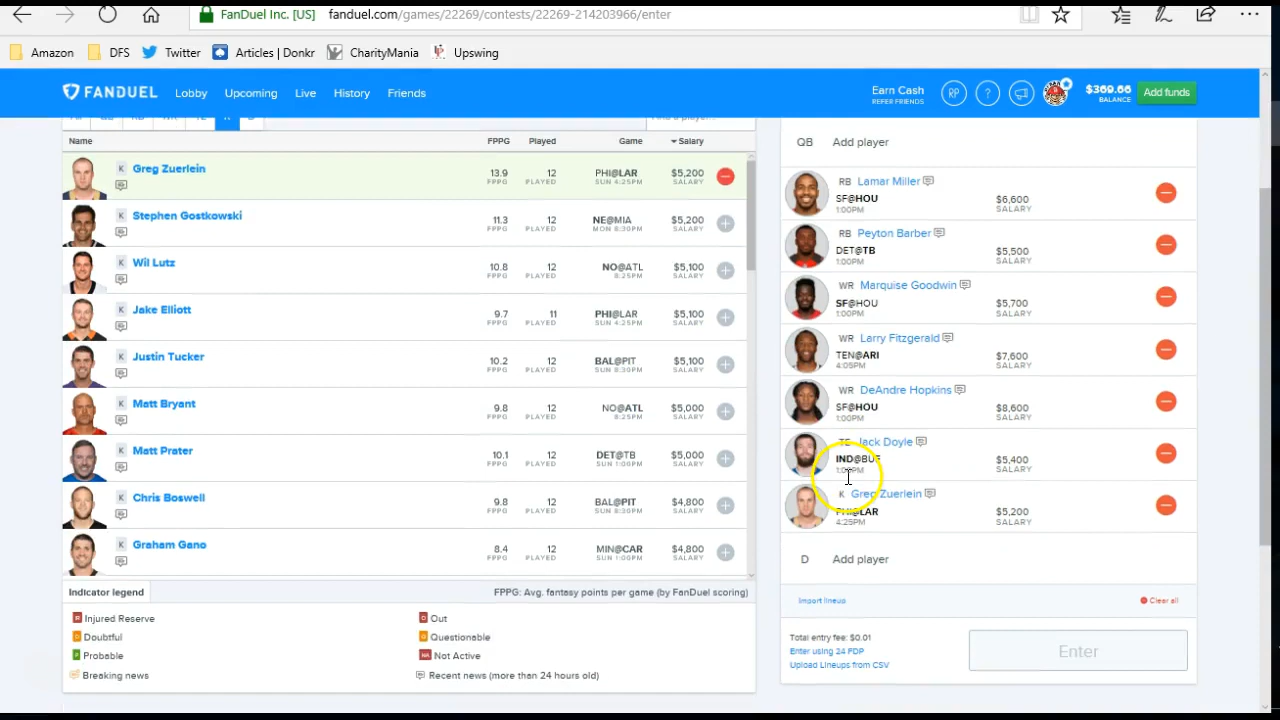 FanDuel Inc. [US] fanduel.com/games/22269/contests/22269-214203966/enter
Amazon DFS Twitter Articles | Donkr CharityMania Upswing
FANDUEL Lobby Upcoming Live History Friends Earn Cash REFER FRIENDS RP ? $369.66 BALANCE Add funds
Name FPPG Played Game Salary
K Greg Zuerlein 13.9 FPPG 12 PLAYED PHI@LAR SUN 4:25PM $5,200 SALARY
K Stephen Gostkowski 11.3 FPPG 12 PLAYED NE@MIA MON 8:30PM $5,200 SALARY
K Wil Lutz 10.8 FPPG 12 PLAYED NO@ATL 8:25PM $5,100 SALARY
K Jake Elliott 9.7 FPPG 11 PLAYED PHI@LAR SUN 4:25PM $5,100 SALARY
K Justin Tucker 10.2 FPPG 12 PLAYED BAL@PIT SUN 8:30PM $5,100 SALARY
K Matt Bryant 9.8 FPPG 12 PLAYED NO@ATL 8:25PM $5,000 SALARY
K Matt Prater 10.1 FPPG 12 PLAYED DET@TB SUN 1:00PM $5,000 SALARY
K Chris Boswell 9.8 FPPG 12 PLAYED BAL@PIT SUN 8:30PM $4,800 SALARY
K Graham Gano 8.4 FPPG 12 PLAYED MIN@CAR SUN 1:00PM $4,800 SALARY
Indicator legend FPPG: Avg. fantasy points per game (by FanDuel scoring)
Injured Reserve O Out
Doubtful Questionable
Probable NA Not Active
Breaking news Recent news (more than 24 hours old)
QB Add player
RB Lamar Miller
SF@HOU $6,600
1:00PM SALARY
RB Peyton Barber
DET@TB $5,500
1:00PM SALARY
WR Marquise Goodwin
SF@HOU $5,700
1:00PM SALARY
WR Larry Fitzgerald
TEN@ARI $7,600
4:05PM SALARY
WR DeAndre Hopkins
SF@HOU $8,600
1:00PM SALARY
TE Jack Doyle
IND@BUF $5,400
1:00PM SALARY
K Greg Zuerlein
PHI@LAR $5,200
4:25PM SALARY
D Add player
Import lineup Clear all
Total entry fee: $0.01
Enter using 24 FDP
Upload Lineups from CSV
Enter